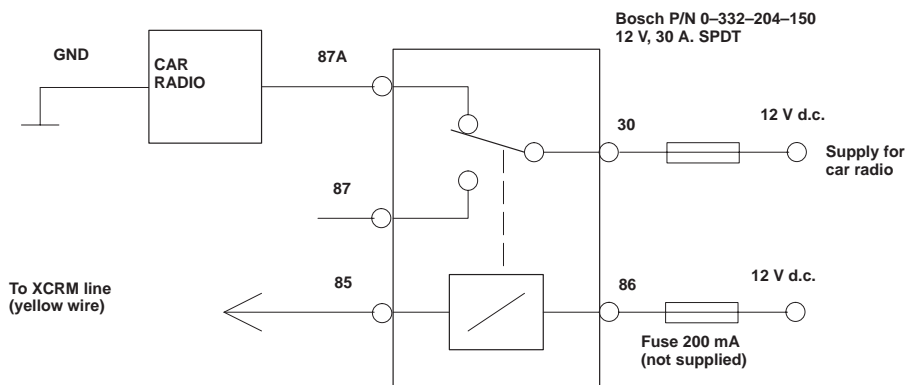 Bosch P/N 0–332–204–150
12 V, 30 A. SPDT
GND
CAR
RADIO
87A
30
12 V d.c.
Supply for
car radio
87
To XCRM line
(yellow wire)
85
86
12 V d.c.
Fuse 200 mA
(not supplied)